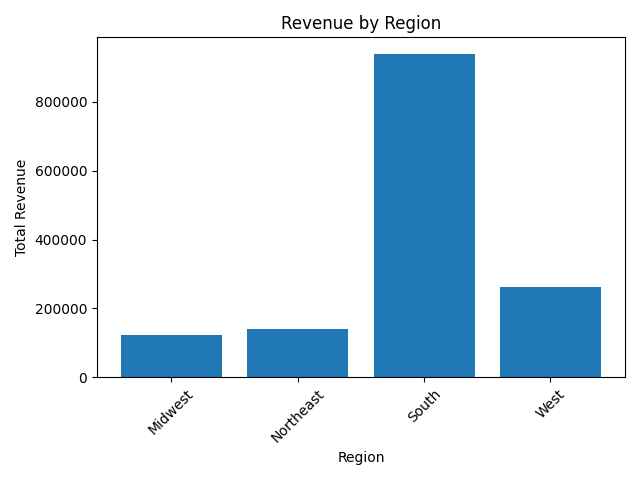 Revenue by Region
Total Revenue
800000
600000
400000
200000
0
Midwest
Northeast
South
West
Region